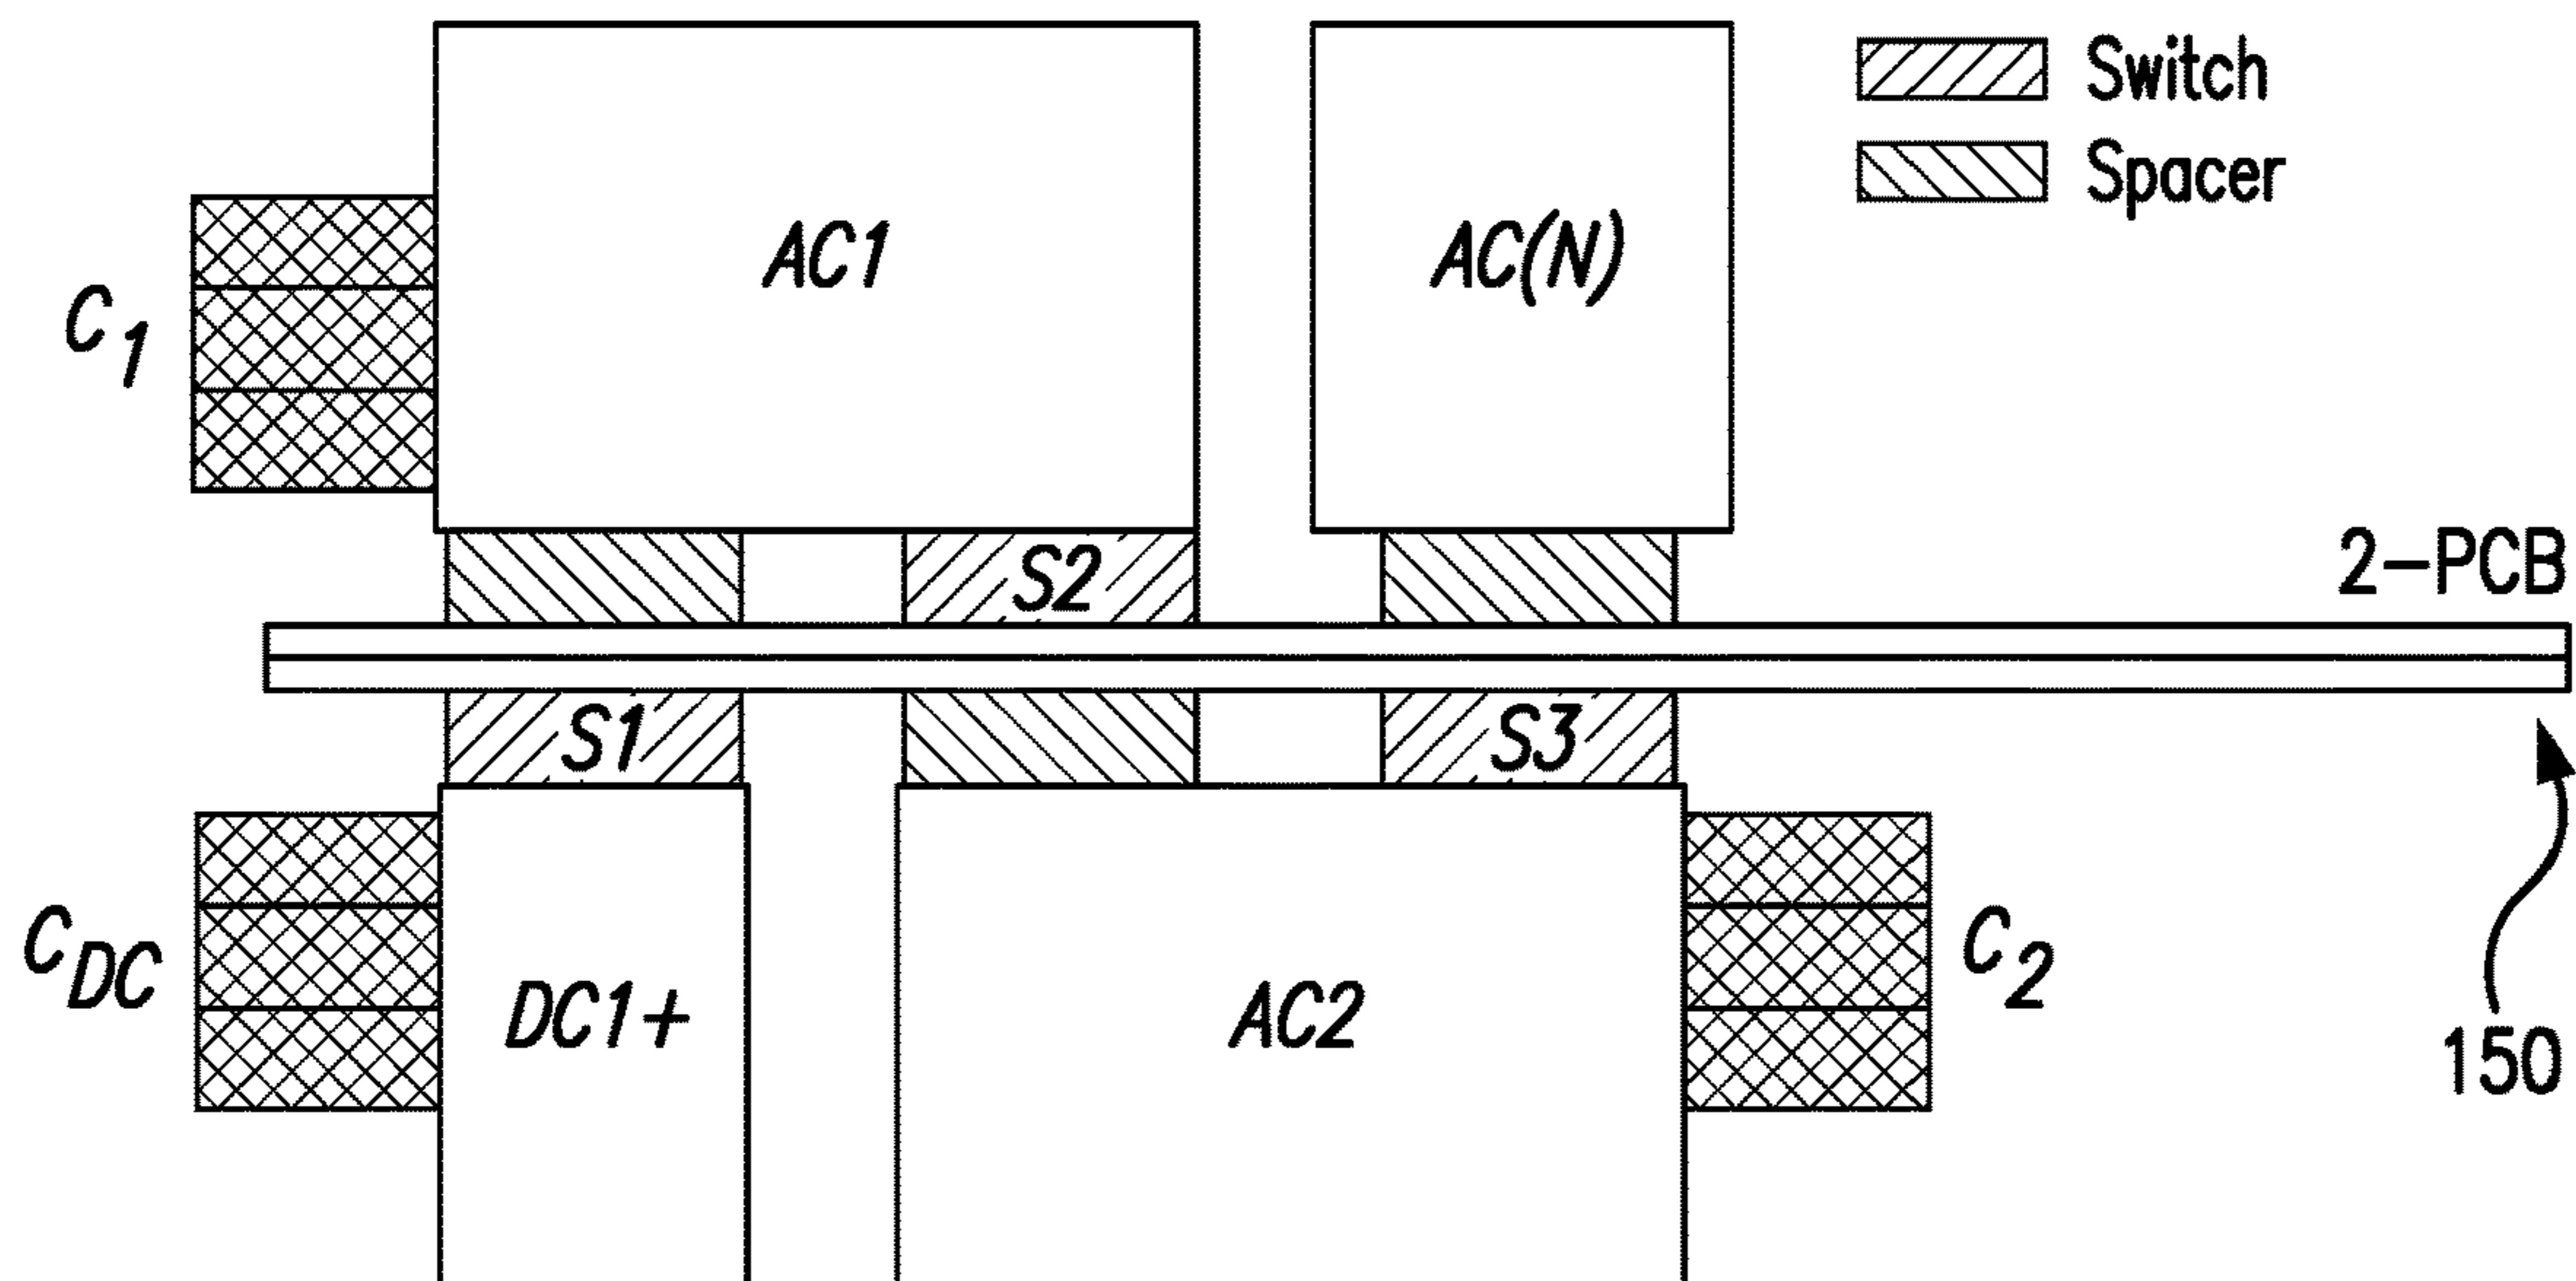 Switch
Spacer
AC1
AC(N)
C1
S2
2-PCB
S1
S3
CDC
DC1+
AC2
C2
150